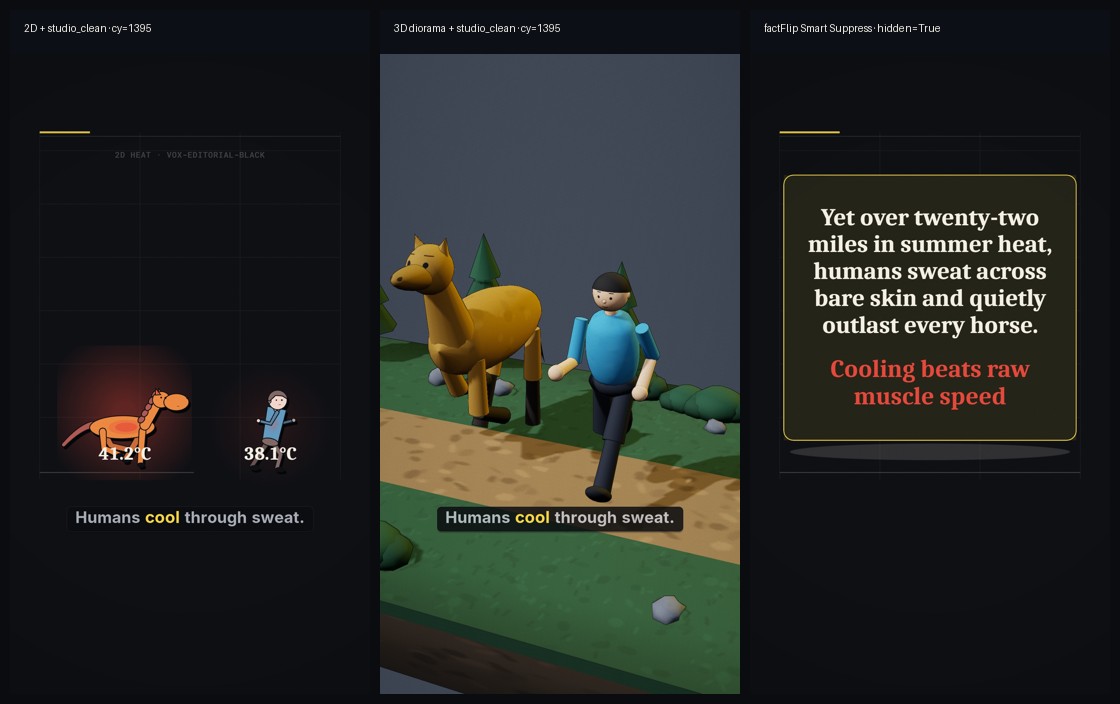 2D + studio_clean · cy=1395
2D HEAT · VOX-EDITORIAL-BLACK
41.2°C
38.1°C
Humans cool through sweat.
3D diorama + studio_clean · cy=1395
Humans cool through sweat.
factFlip Smart Suppress · hidden=True
Yet over twenty-two
miles in summer heat,
humans sweat across
bare skin and quietly
outlast every horse.
Cooling beats raw
muscle speed